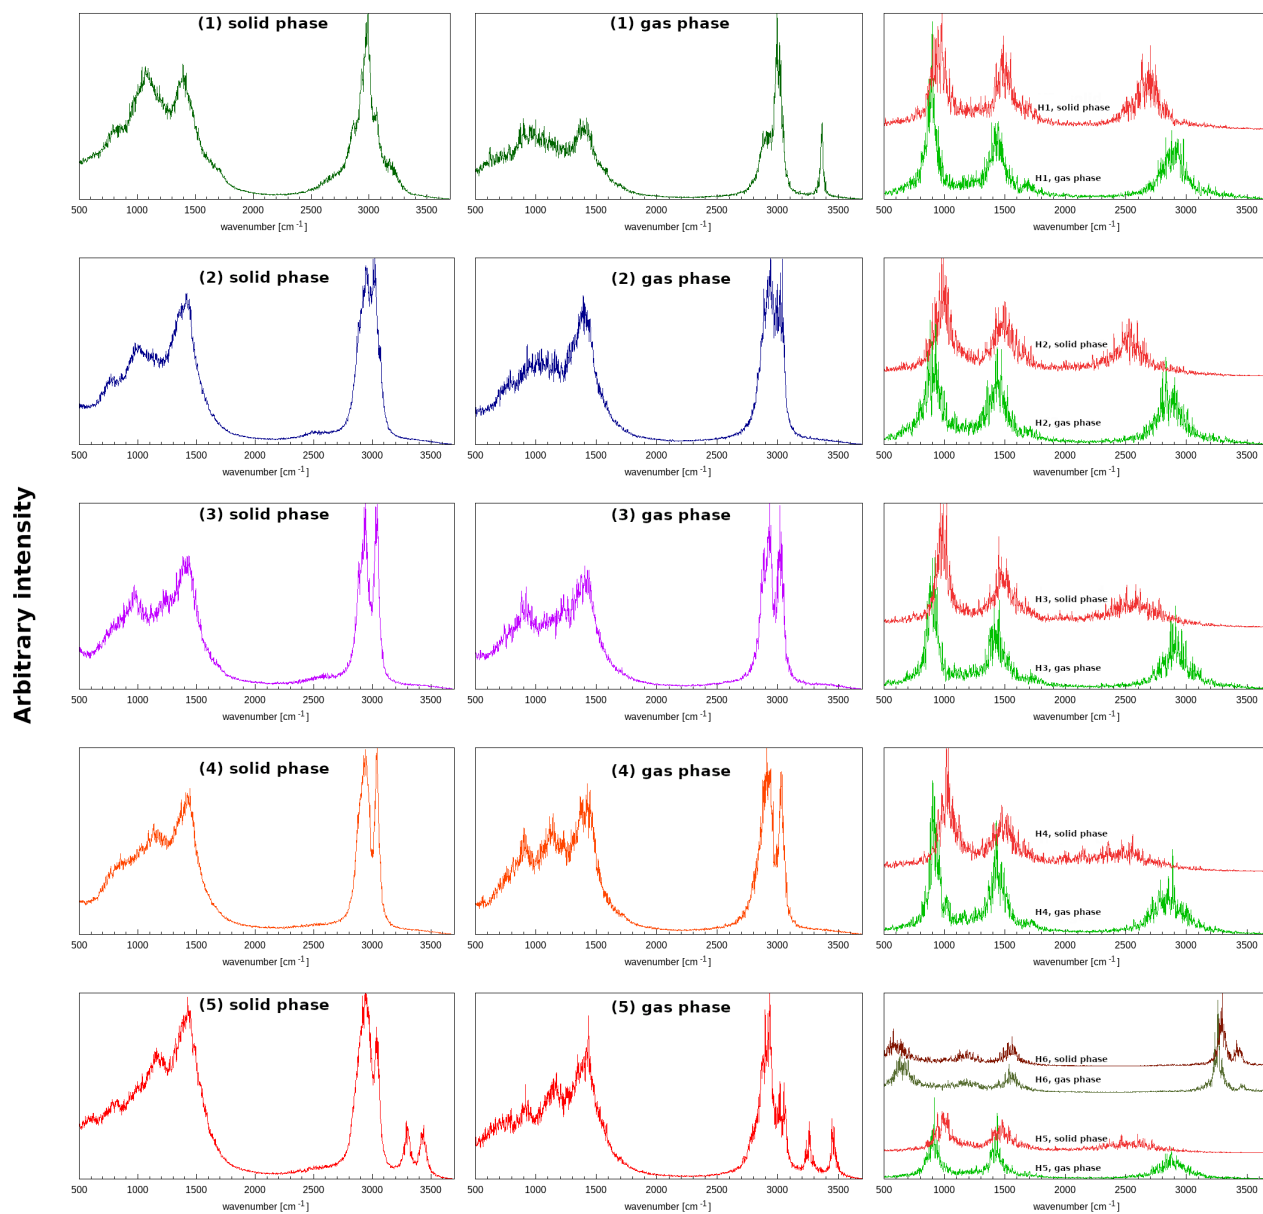 Arbitrary intensity
(1) solid phase
500 1000 1500 2000 2500 3000 3500
wavenumber [cm -1 ]
(1) gas phase
500 1000 1500 2000 2500 3000 3500
wavenumber [cm -1 ]
H1, solid phase
H1, gas phase
500 1000 1500 2000 2500 3000 3500
wavenumber [cm -1 ]
(2) solid phase
500 1000 1500 2000 2500 3000 3500
wavenumber [cm -1 ]
(2) gas phase
500 1000 1500 2000 2500 3000 3500
wavenumber [cm -1 ]
H2, solid phase
H2, gas phase
500 1000 1500 2000 2500 3000 3500
wavenumber [cm -1 ]
(3) solid phase
500 1000 1500 2000 2500 3000 3500
wavenumber [cm -1 ]
(3) gas phase
500 1000 1500 2000 2500 3000 3500
wavenumber [cm -1 ]
H3, solid phase
H3, gas phase
500 1000 1500 2000 2500 3000 3500
wavenumber [cm -1 ]
(4) solid phase
500 1000 1500 2000 2500 3000 3500
wavenumber [cm -1 ]
(4) gas phase
500 1000 1500 2000 2500 3000 3500
wavenumber [cm -1 ]
H4, solid phase
H4, gas phase
500 1000 1500 2000 2500 3000 3500
wavenumber [cm -1 ]
(5) solid phase
500 1000 1500 2000 2500 3000 3500
wavenumber [cm -1 ]
(5) gas phase
500 1000 1500 2000 2500 3000 3500
wavenumber [cm -1 ]
H6, solid phase
H6, gas phase
H5, solid phase
H5, gas phase
500 1000 1500 2000 2500 3000 3500
wavenumber [cm -1 ]